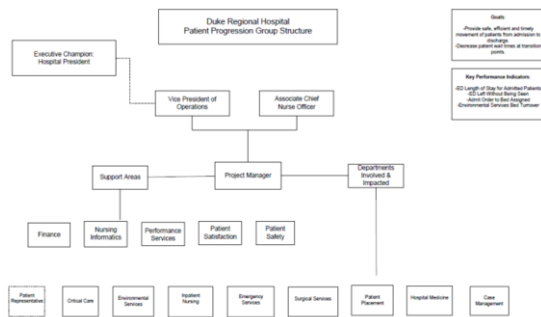 Duke Regional Hospital
Patient Progression Group Structure
Goals:
-Provide safe, efficient and timely
movement of patients from admission to
discharge.
-Decrease patient wait times at transition
points.
Executive Champion:
Hospital President
Key Performance Indicators:
-ED Length of Stay for Admitted Patients
-ED Left Without Being Seen
-Admit Order to Bed Assigned
-Environmental Services Bed Turnover
Vice President of
Operations
Associate Chief
Nurse Officer
Support Areas
Project Manager
Departments
Involved &
Impacted
Finance
Nursing
Informatics
Performance
Services
Patient
Satisfaction
Patient
Safety
Patient
Representative
Critical Care
Environmental
Services
Inpatient
Nursing
Emergency
Services
Surgical Services
Patient
Placement
Hospital Medicine
Case
Management